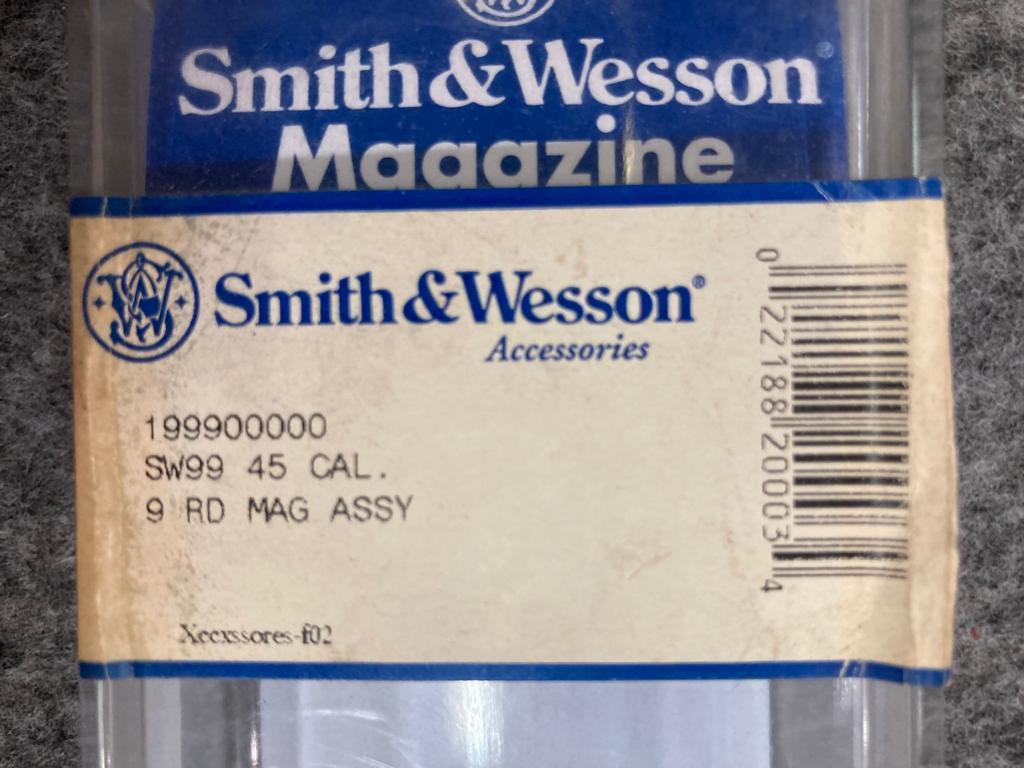 Smith & Wesson®
Magazine
Smith & Wesson®
Accessories
199900000
SW99 45 CAL.
9 RD MAG ASSY
Xccxssores-f02
0 22188 20003 4